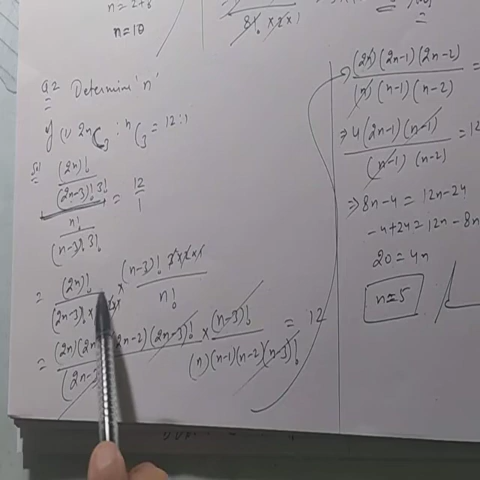 n = 2+8
n = 10
8! × 2 × 1
Q2 Determine 'n'
if (i) 2nC3 : nC3 = 12:1
Sol
(2n)!
(2n-3)! 3! = 12
1
n!
(n-3)! 3!
= (2n)! × (n-3)! 3×2×1
(2n-3)! × n!
= (2n)(2n 2n-2)(2n-3)! × (n-3)! = 12
(2n-3 (n)(n-1)(n-2)(n-3)!
(2n)(2n-1)(2n-2) =
(n)(n-1)(n-2)
⇒ 4(2n-1)(n-1) = 12
(n-1)(n-2)
⇒ 8n-4 = 12n-24
-4+24 = 12n-8n
20 = 4n
n=5